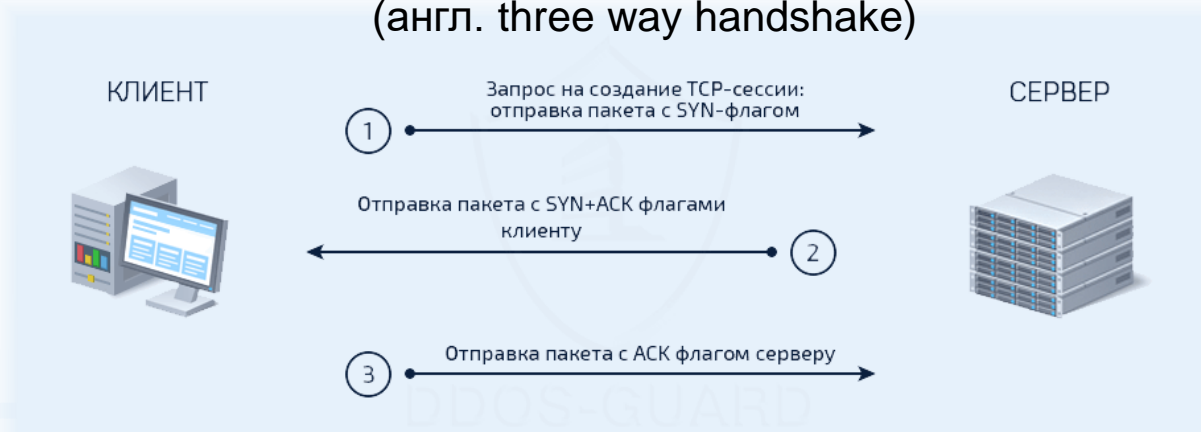 (англ. three way handshake)
КЛИЕНТ
Запрос на создание TCP-сессии:
отправка пакета с SYN-флагом
СЕРВЕР
1
Отправка пакета с SYN+ACK флагами
клиенту
2
Отправка пакета с ACK флагом серверу
3
DDOS-GUARD